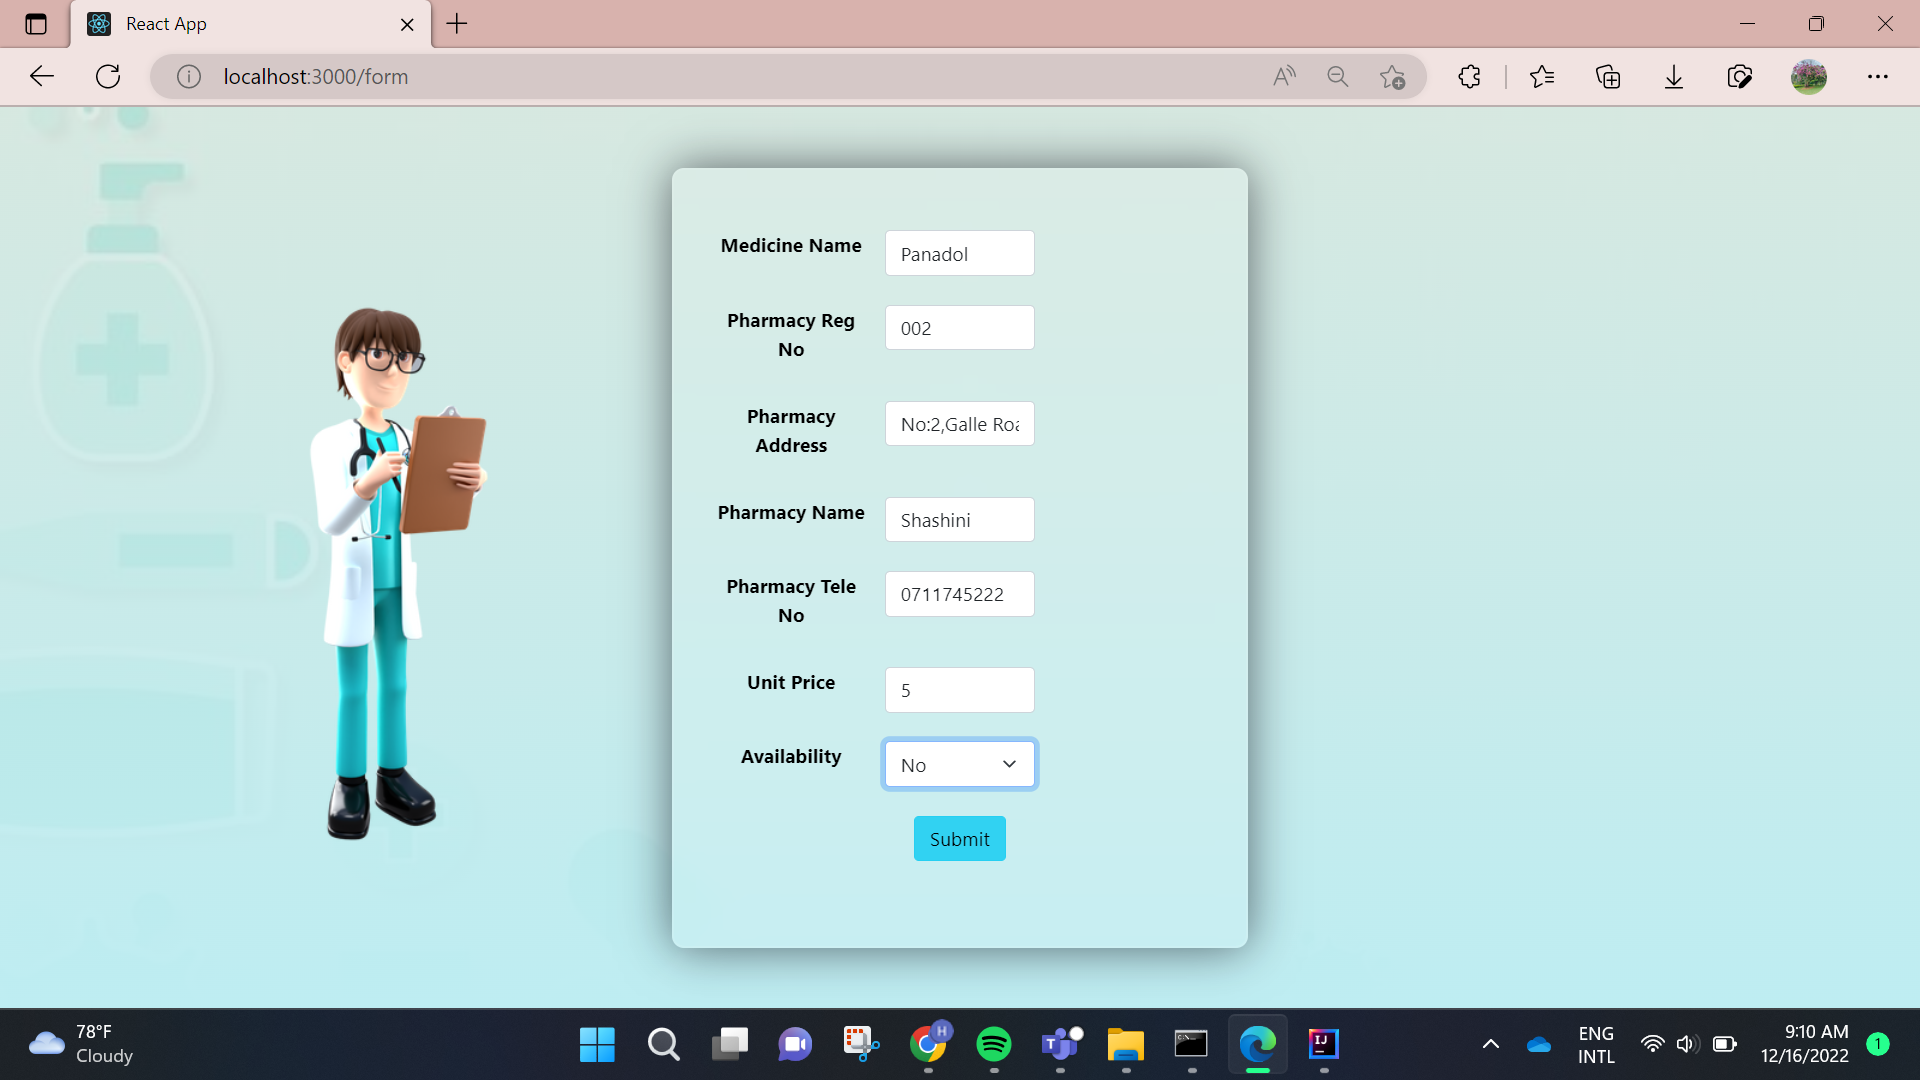 React App
localhost:3000/form
Medicine Name
Panadol
Pharmacy Reg
No
002
Pharmacy
Address
No:2,Galle Roa
Pharmacy Name
Shashini
Pharmacy Tele
No
0711745222
Unit Price
5
Availability
No
Submit
78°F
Cloudy
H
T
C:\_
IJ
ENG
INTL
9:10 AM
12/16/2022
1